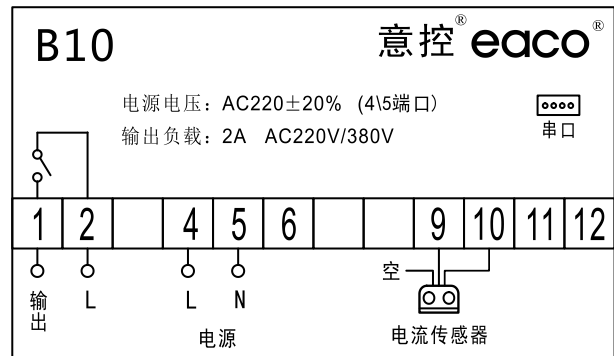 B10 意控® eaco®
电源电压：AC220±20% (4\5端口)
输出负载：2A AC220V/380V
串口
1 2 4 5 6 9 10 11 12
空
输出 L L N
电源 电流传感器